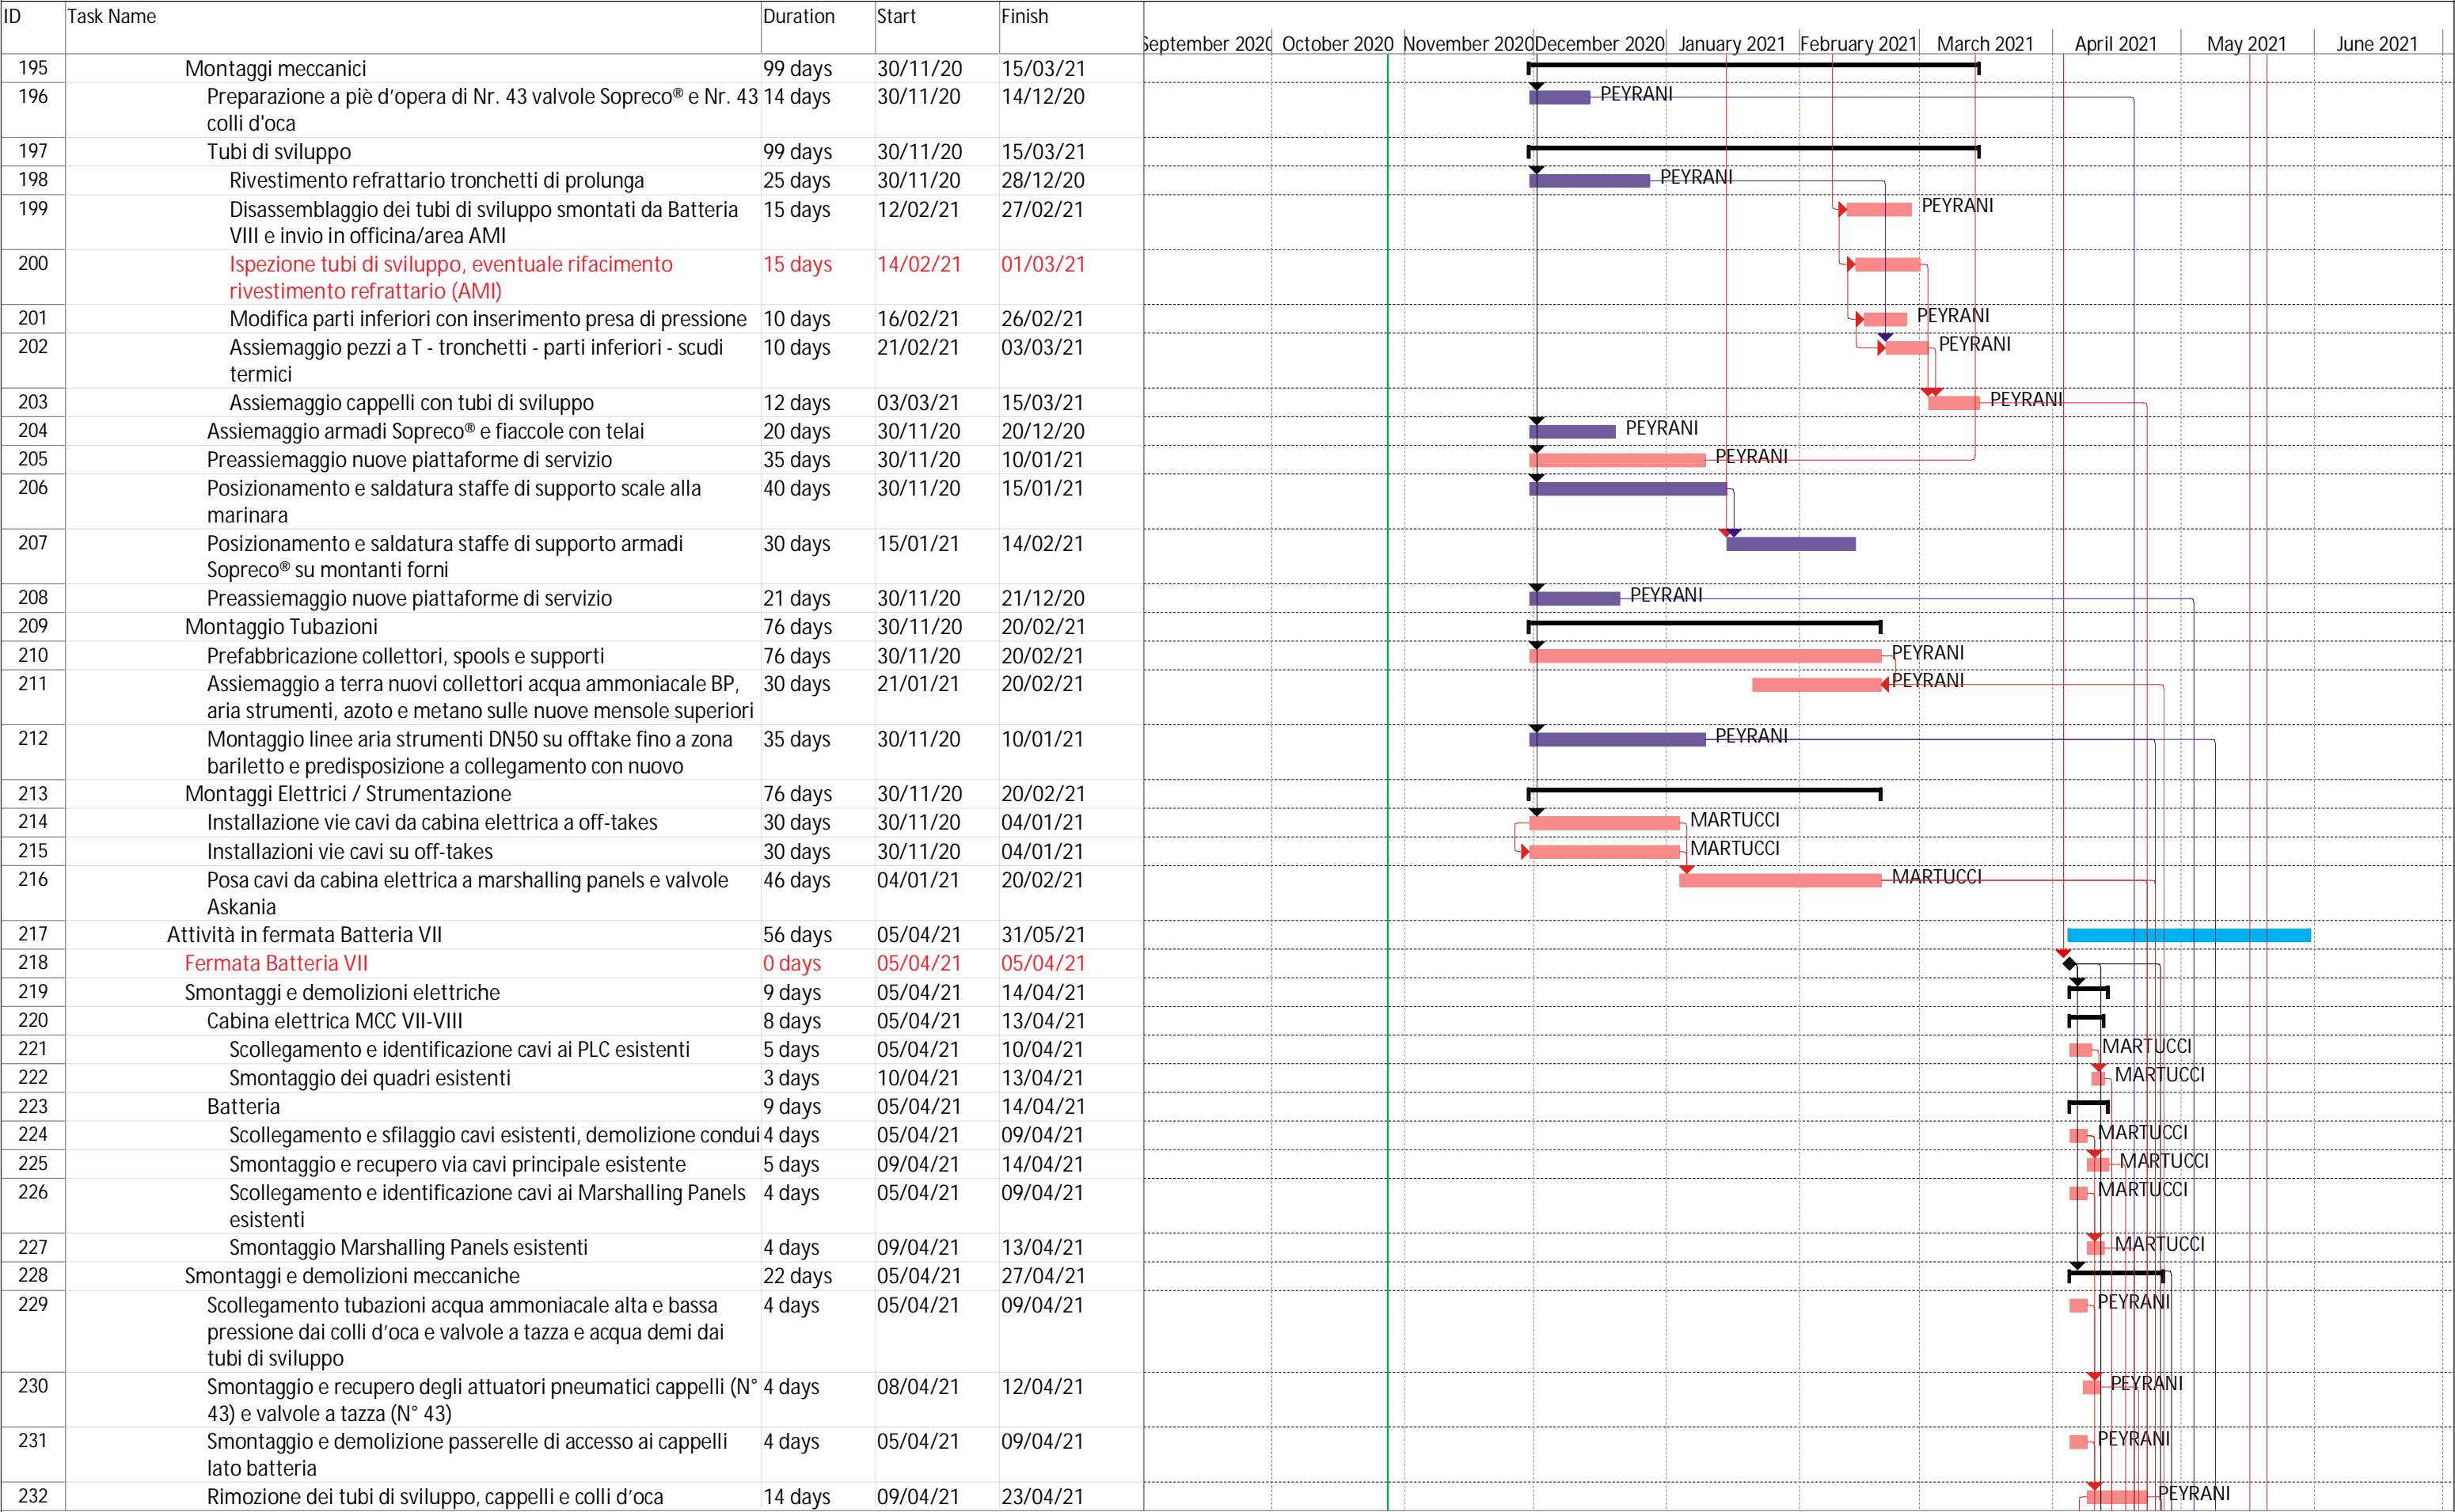 ID Task Name Duration Start Finish
September 2020 October 2020 November 2020 December 2020 January 2021 February 2021 March 2021 April 2021 May 2021 June 2021
195 Montaggi meccanici 99 days 30/11/20 15/03/21
196 Preparazione a piè d'opera di Nr. 43 valvole Sopreco® e Nr. 43 14 days 30/11/20 14/12/20 PEYRANI
colli d'oca
197 Tubi di sviluppo 99 days 30/11/20 15/03/21
198 Rivestimento refrattario tronchetti di prolunga 25 days 30/11/20 28/12/20 PEYRANI
199 Disassemblaggio dei tubi di sviluppo smontati da Batteria 15 days 12/02/21 27/02/21 PEYRANI
VIII e invio in officina/area AMI
200 Ispezione tubi di sviluppo, eventuale rifacimento 15 days 14/02/21 01/03/21
rivestimento refrattario (AMI)
201 Modifica parti inferiori con inserimento presa di pressione 10 days 16/02/21 26/02/21 PEYRANI
202 Assiemaggio pezzi a T - tronchetti - parti inferiori - scudi 10 days 21/02/21 03/03/21 PEYRANI
termici
203 Assiemaggio cappelli con tubi di sviluppo 12 days 03/03/21 15/03/21 PEYRANI
204 Assiemaggio armadi Sopreco® e fiaccole con telai 20 days 30/11/20 20/12/20 PEYRANI
205 Preassiemaggio nuove piattaforme di servizio 35 days 30/11/20 10/01/21 PEYRANI
206 Posizionamento e saldatura staffe di supporto scale alla 40 days 30/11/20 15/01/21
marinara
207 Posizionamento e saldatura staffe di supporto armadi 30 days 15/01/21 14/02/21
Sopreco® su montanti forni
208 Preassiemaggio nuove piattaforme di servizio 21 days 30/11/20 21/12/20 PEYRANI
209 Montaggio Tubazioni 76 days 30/11/20 20/02/21
210 Prefabbricazione collettori, spools e supporti 76 days 30/11/20 20/02/21 PEYRANI
211 Assiemaggio a terra nuovi collettori acqua ammoniacale BP, 30 days 21/01/21 20/02/21 PEYRANI
aria strumenti, azoto e metano sulle nuove mensole superiori
212 Montaggio linee aria strumenti DN50 su offtake fino a zona 35 days 30/11/20 10/01/21 PEYRANI
bariletto e predisposizione a collegamento con nuovo
213 Montaggi Elettrici / Strumentazione 76 days 30/11/20 20/02/21
214 Installazione vie cavi da cabina elettrica a off-takes 30 days 30/11/20 04/01/21 MARTUCCI
215 Installazioni vie cavi su off-takes 30 days 30/11/20 04/01/21 MARTUCCI
216 Posa cavi da cabina elettrica a marshalling panels e valvole 46 days 04/01/21 20/02/21 MARTUCCI
Askania
217 Attività in fermata Batteria VII 56 days 05/04/21 31/05/21
218 Fermata Batteria VII 0 days 05/04/21 05/04/21
219 Smontaggi e demolizioni elettriche 9 days 05/04/21 14/04/21
220 Cabina elettrica MCC VII-VIII 8 days 05/04/21 13/04/21
221 Scollegamento e identificazione cavi ai PLC esistenti 5 days 05/04/21 10/04/21 MARTUCCI
222 Smontaggio dei quadri esistenti 3 days 10/04/21 13/04/21 MARTUCCI
223 Batteria 9 days 05/04/21 14/04/21
224 Scollegamento e sfilaggio cavi esistenti, demolizione condui 4 days 05/04/21 09/04/21 MARTUCCI
225 Smontaggio e recupero via cavi principale esistente 5 days 09/04/21 14/04/21 MARTUCCI
226 Scollegamento e identificazione cavi ai Marshalling Panels 4 days 05/04/21 09/04/21 MARTUCCI
esistenti
227 Smontaggio Marshalling Panels esistenti 4 days 09/04/21 13/04/21 MARTUCCI
228 Smontaggi e demolizioni meccaniche 22 days 05/04/21 27/04/21
229 Scollegamento tubazioni acqua ammoniacale alta e bassa 4 days 05/04/21 09/04/21 PEYRANI
pressione dai colli d'oca e valvole a tazza e acqua demi dai
tubi di sviluppo
230 Smontaggio e recupero degli attuatori pneumatici cappelli (N° 4 days 08/04/21 12/04/21 PEYRANI
43) e valvole a tazza (N° 43)
231 Smontaggio e demolizione passerelle di accesso ai cappelli 4 days 05/04/21 09/04/21 PEYRANI
lato batteria
232 Rimozione dei tubi di sviluppo, cappelli e colli d'oca 14 days 09/04/21 23/04/21 PEYRANI